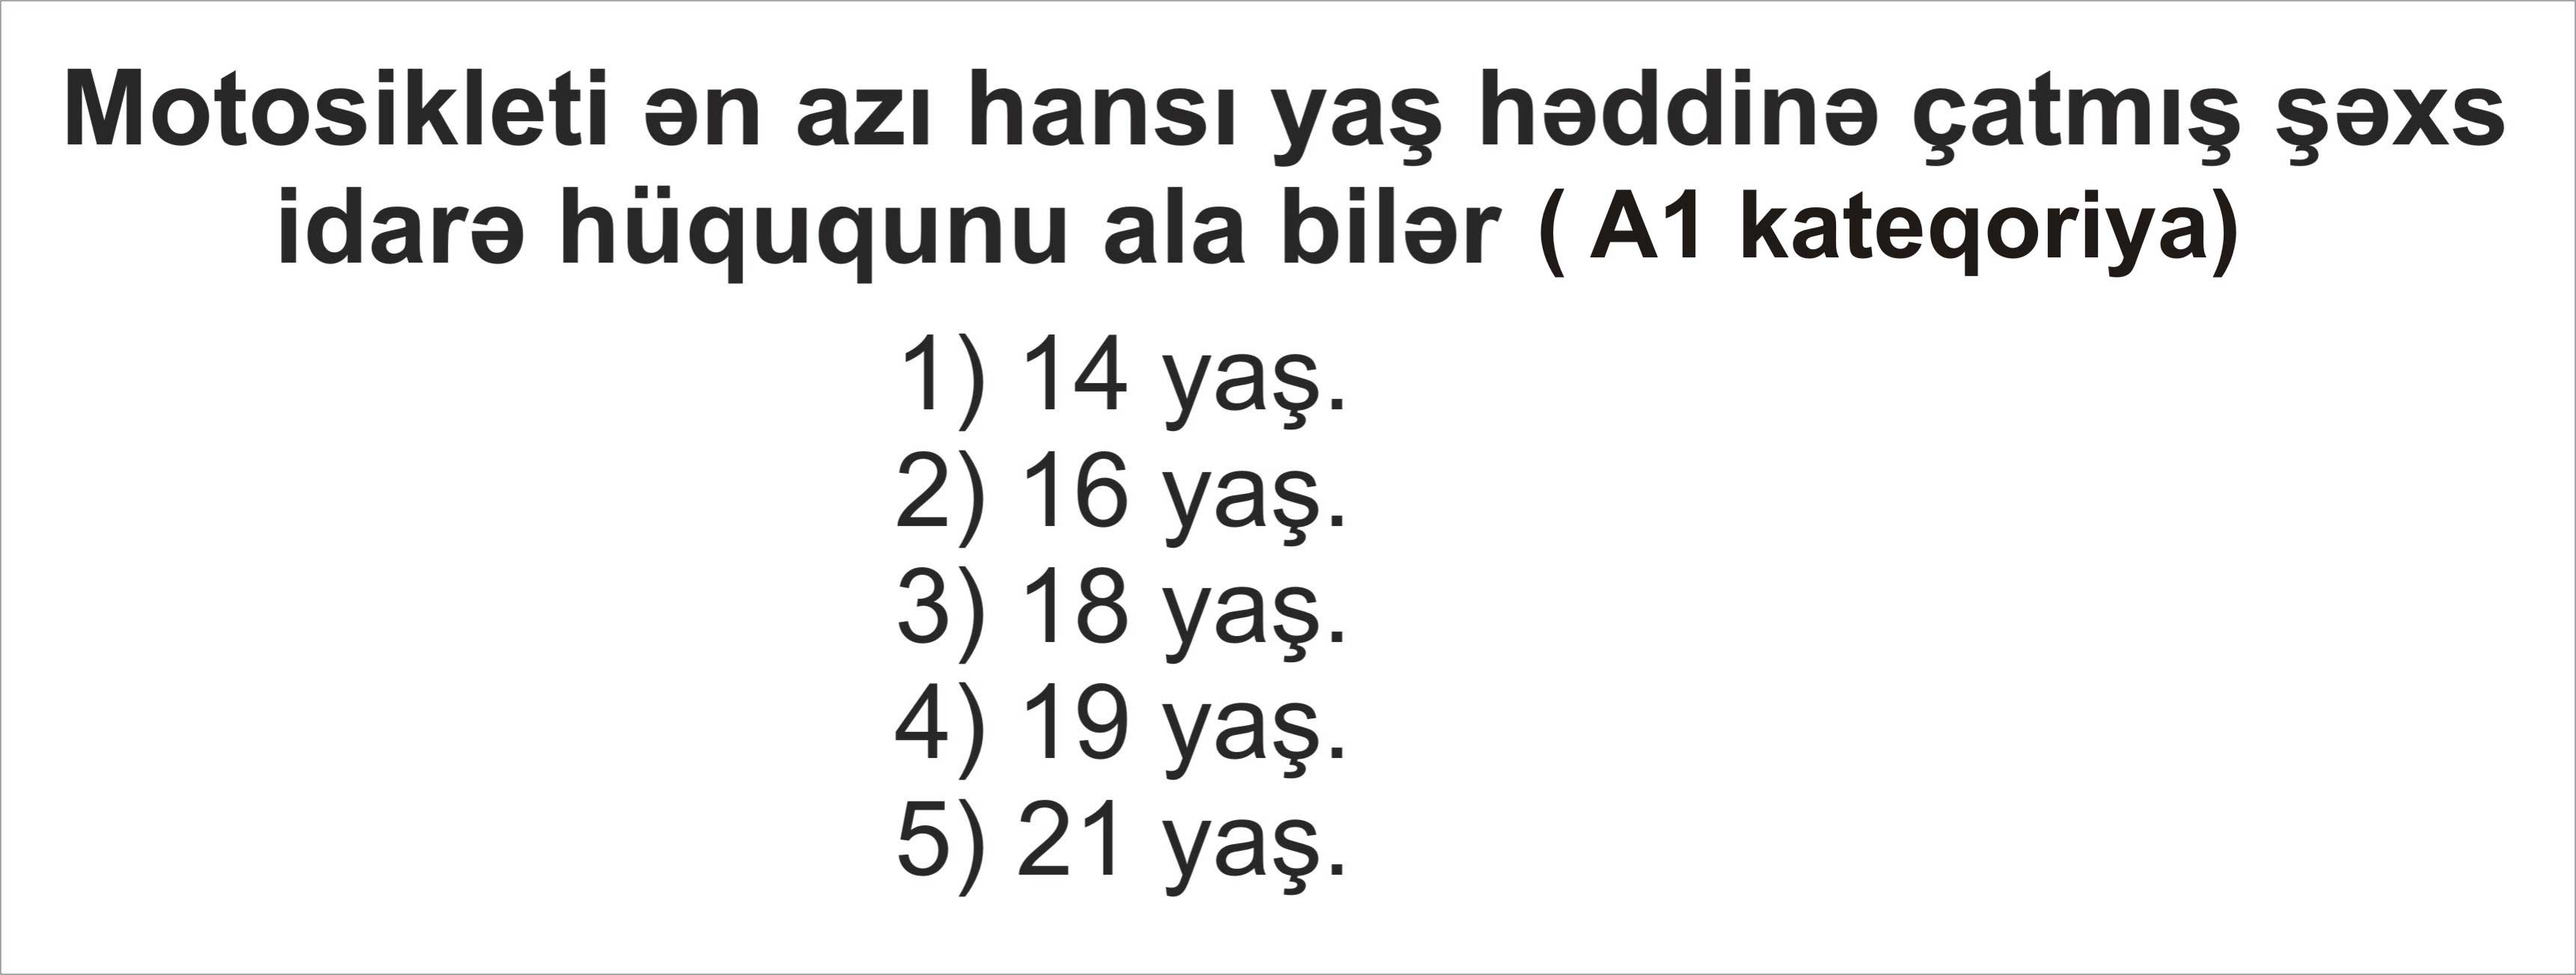 Motosikleti ən azı hansı yaş həddinə çatmış şəxs
idarə hüququnu ala bilər ( A1 kateqoriya)
1) 14 yaş.
2) 16 yaş.
3) 18 yaş.
4) 19 yaş.
5) 21 yaş.